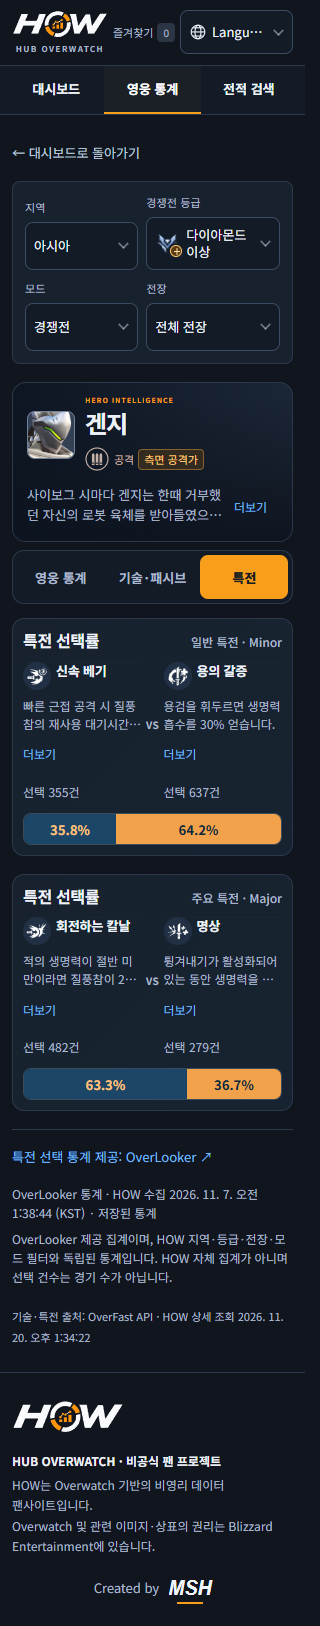 HOW
HUB OVERWATCH
즐겨찾기 0
Langu···
대시보드 영웅 통계 전적 검색
← 대시보드로 돌아가기
지역
경쟁전 등급
아시아
다이아몬드
이상
모드
전장
경쟁전
전체 전장
HERO INTELLIGENCE
겐지
공격 측면 공격가
사이보그 시마다 겐지는 한때 거부했
던 자신의 로봇 육체를 받아들였으…
더보기
영웅 통계 기술·패시브 특전
특전 선택률
일반 특전 · Minor
신속 베기
빠른 근접 공격 시 질풍
참의 재사용 대기시간…
더보기
선택 355건
vs
용의 갈증
용검을 휘두르면 생명력
흡수를 30% 얻습니다.
더보기
선택 637건
35.8% 64.2%
특전 선택률
주요 특전 · Major
회전하는 칼날
적의 생명력이 절반 미
만이라면 질풍참이 2…
더보기
선택 482건
vs
명상
튕겨내기가 활성화되어
있는 동안 생명력을 …
더보기
선택 279건
63.3% 36.7%
특전 선택 통계 제공: OverLooker ↗
OverLooker 통계 · HOW 수집 2026. 11. 7. 오전
1:38:44 (KST) · 저장된 통계
OverLooker 제공 집계이며, HOW 지역·등급·전장·모
드 필터와 독립된 통계입니다. HOW 자체 집계가 아니며
선택 건수는 경기 수가 아닙니다.
기술·특전 출처: OverFast API · HOW 상세 조회 2026. 11.
20. 오후 1:34:22
HOW
HUB OVERWATCH · 비공식 팬 프로젝트
HOW는 Overwatch 기반의 비영리 데이터
팬사이트입니다.
Overwatch 및 관련 이미지·상표의 권리는 Blizzard
Entertainment에 있습니다.
Created by MSH